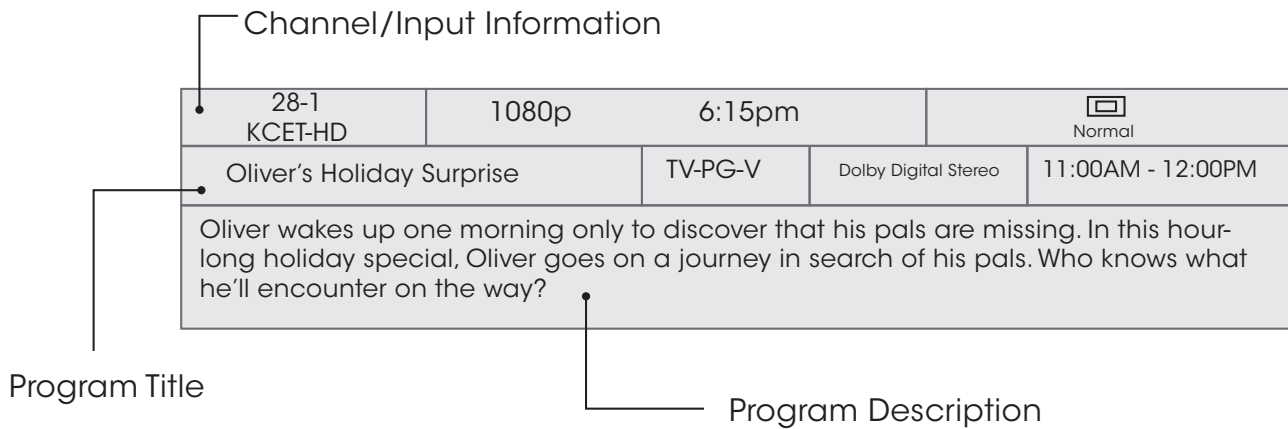 Channel/Input Information
28-1
KCET-HD
1080p
6:15pm
Normal
Oliver's Holiday Surprise
TV-PG-V
Dolby Digital Stereo
11:00AM - 12:00PM
Oliver wakes up one morning only to discover that his pals are missing. In this hour-
long holiday special, Oliver goes on a journey in search of his pals. Who knows what
he'll encounter on the way?
Program Title
Program Description